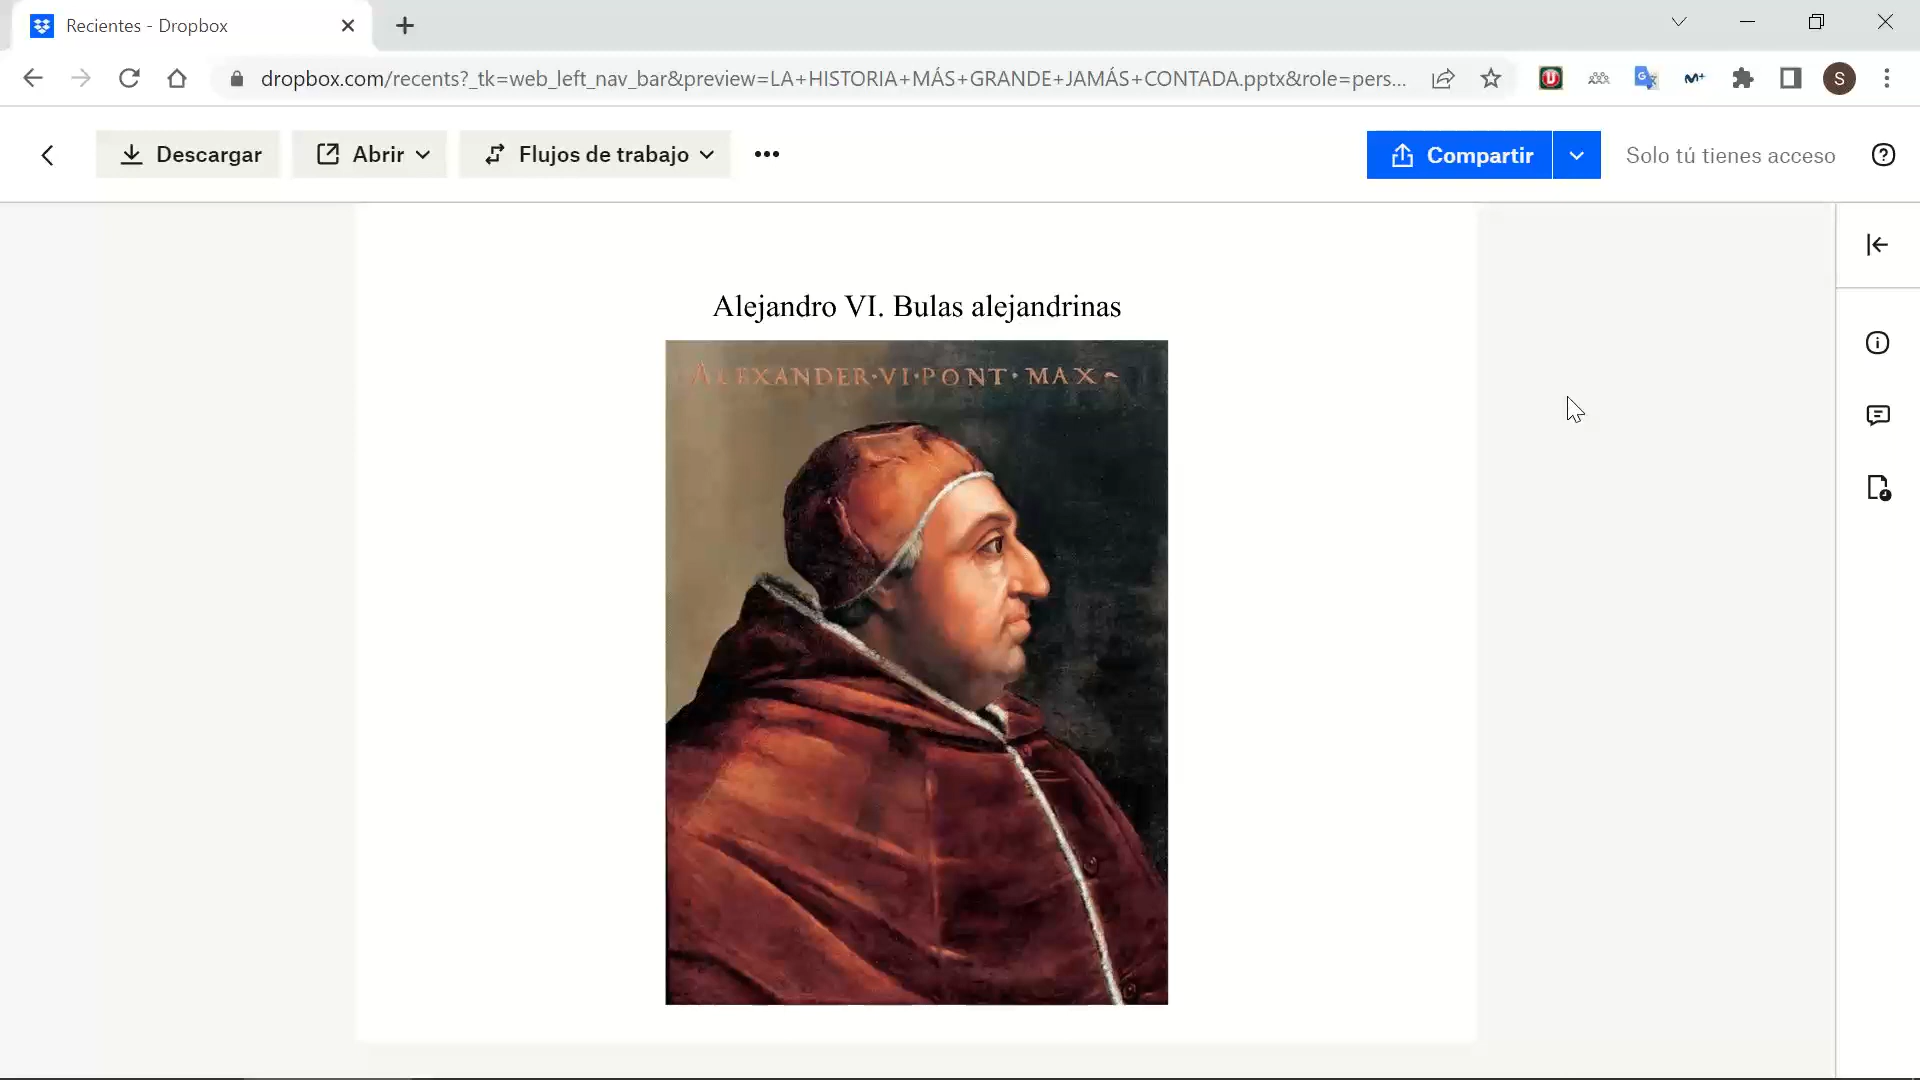 Recientes - Dropbox
dropbox.com/recents?_tk=web_left_nav_bar&preview=LA+HISTORIA+MÁS+GRANDE+JAMÁS+CONTADA.pptx&role=pers...
S
Descargar
Abrir
Flujos de trabajo
Compartir
Solo tú tienes acceso
Alejandro VI. Bulas alejandrinas
ALEXANDER·VI·PONT·MAX